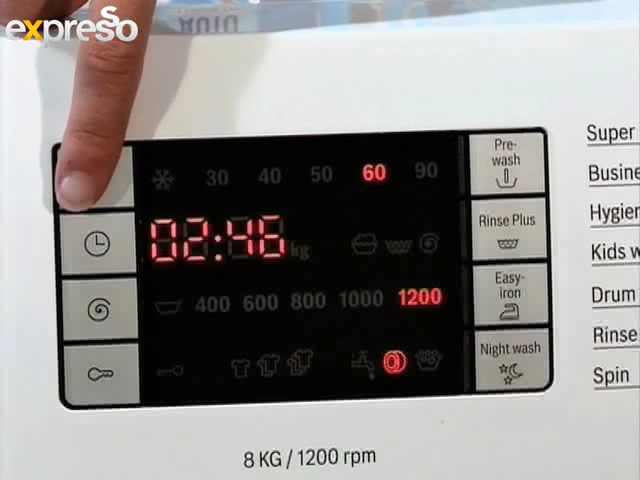 AUTO
expresso
30 40 50 60 90
Pre-
wash
Super
Busine
02:46 kg
Rinse Plus
Hygien
Kids w
400 600 800 1000 1200
Easy-
iron
Drum
Rinse
Night wash
Spin
8 KG / 1200 rpm